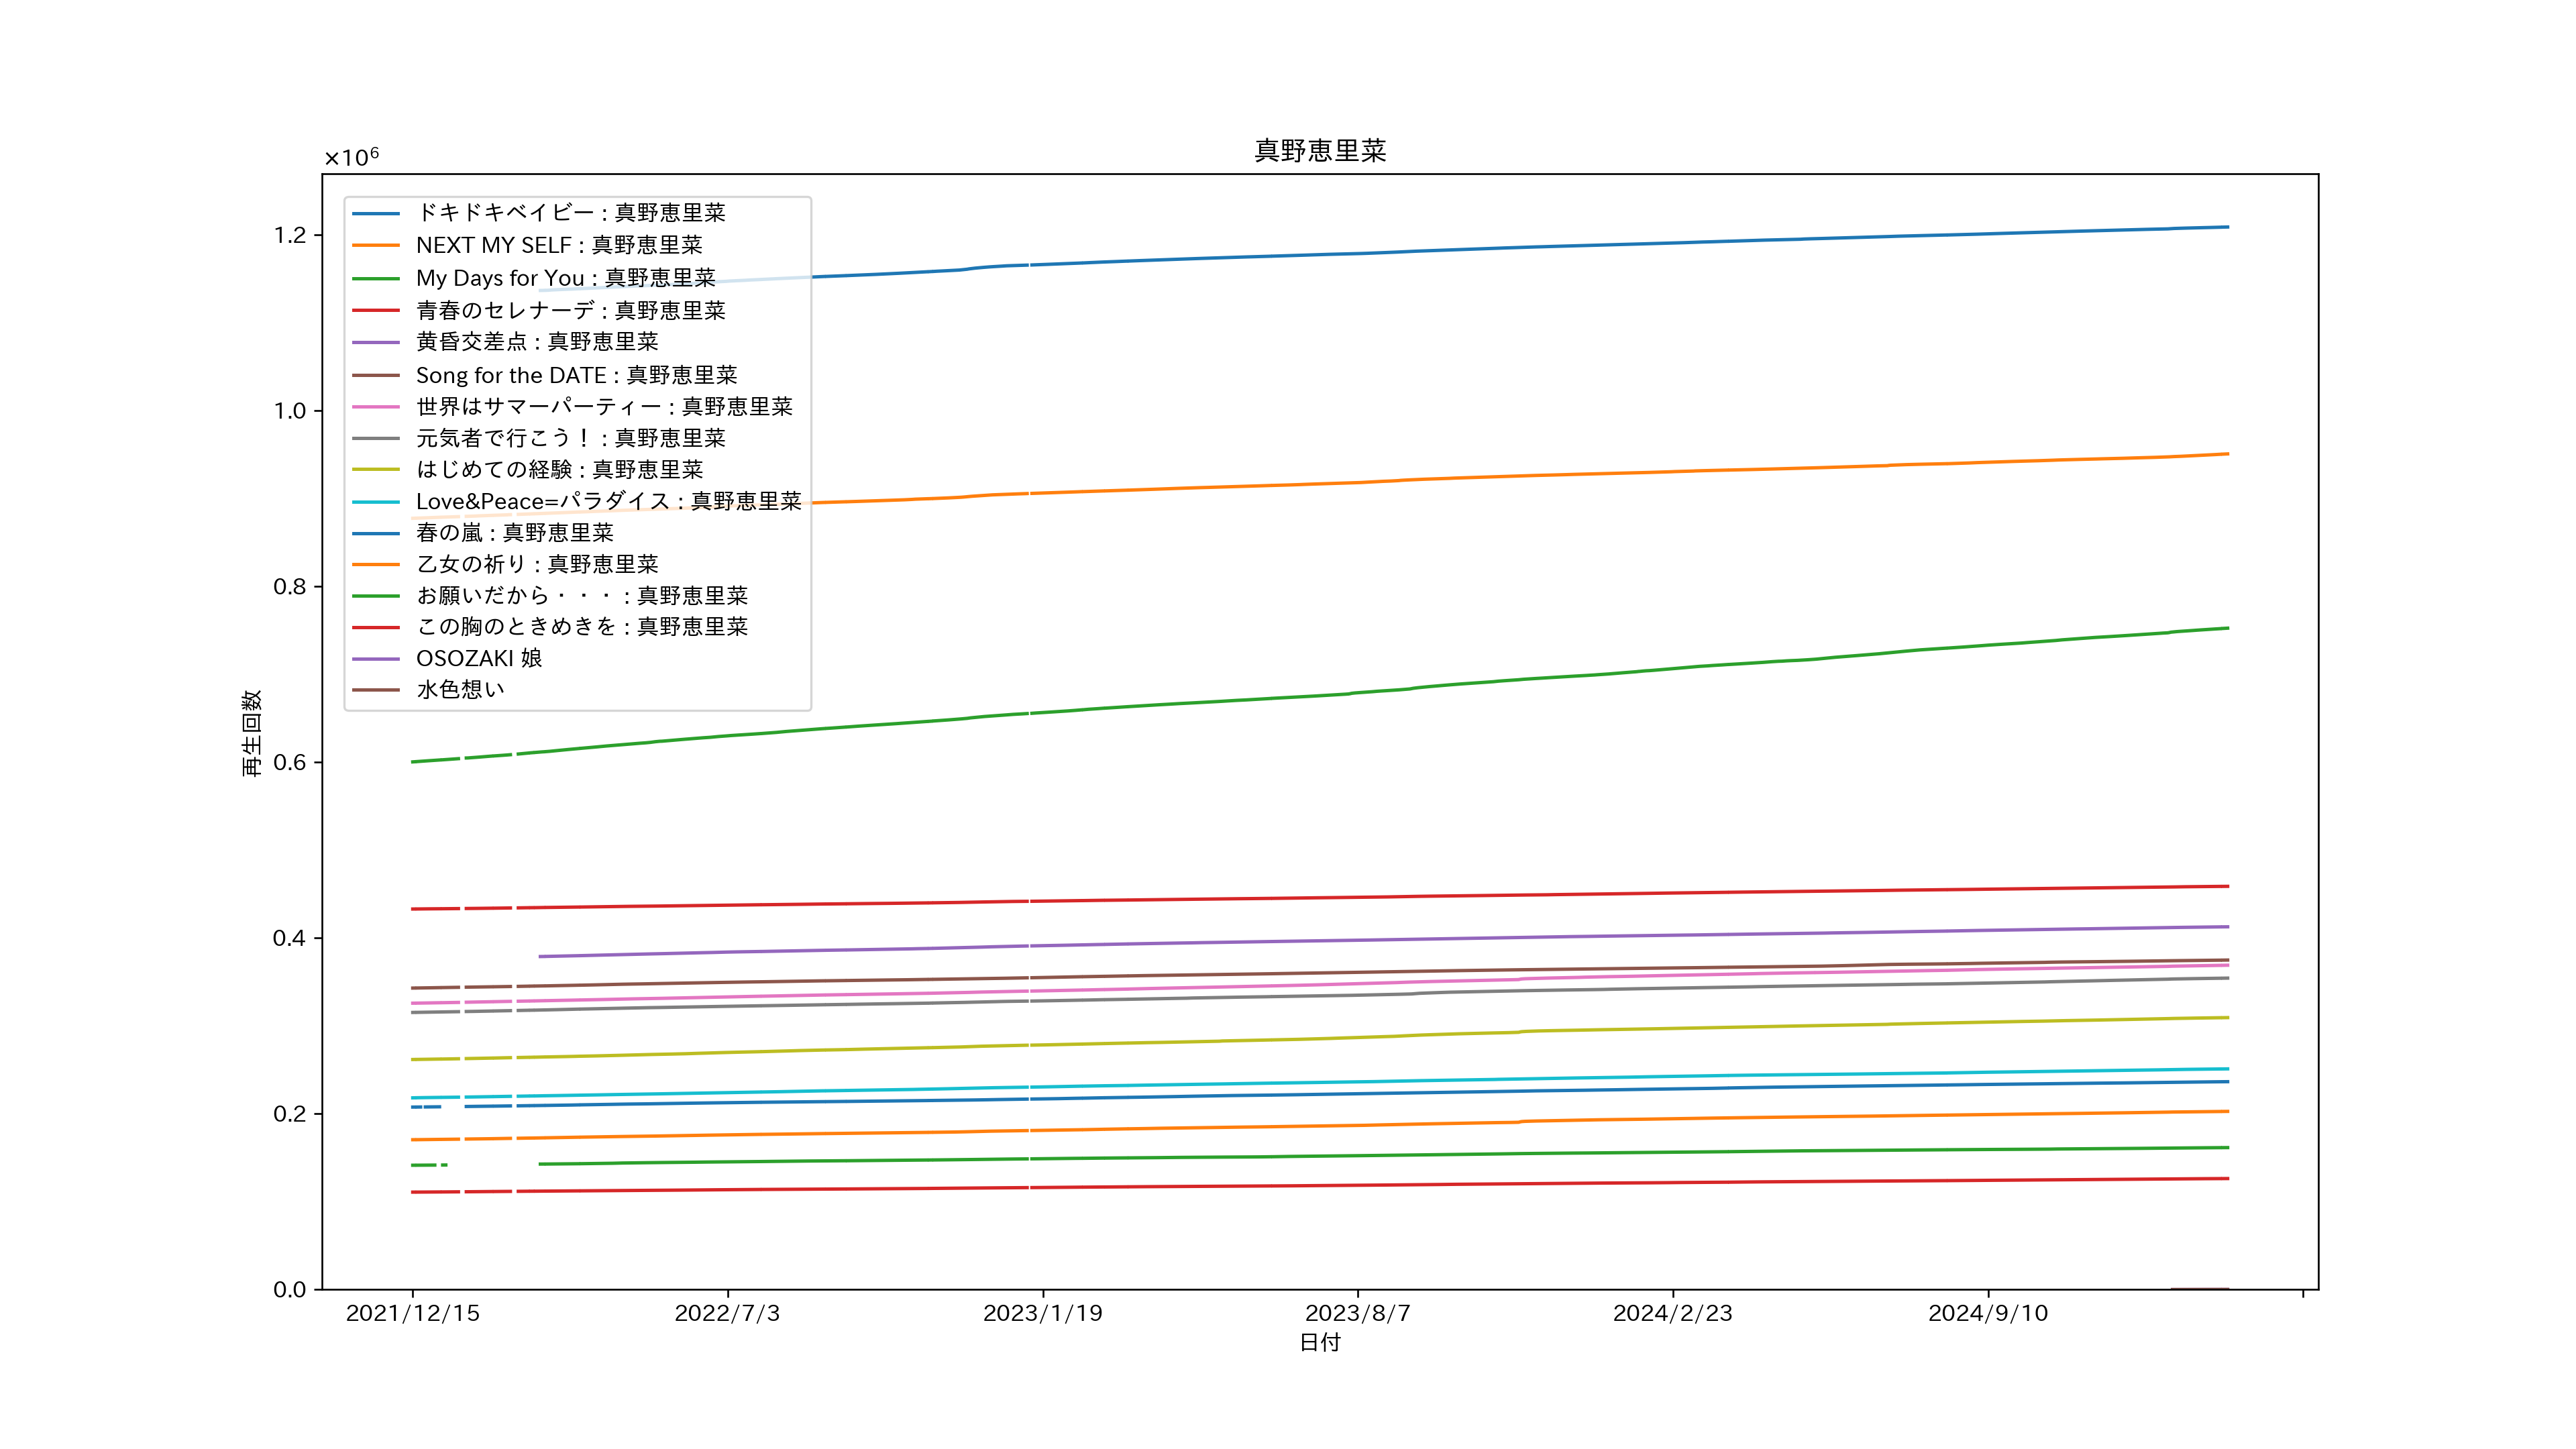 真野恵里菜
×10⁶
ドキドキベイビー : 真野恵里菜
NEXT MY SELF : 真野恵里菜
My Days for You : 真野恵里菜
青春のセレナーデ : 真野恵里菜
黄昏交差点 : 真野恵里菜
Song for the DATE : 真野恵里菜
世界はサマーパーティー : 真野恵里菜
元気者で行こう！ : 真野恵里菜
はじめての経験 : 真野恵里菜
Love&Peace=パラダイス : 真野恵里菜
春の嵐 : 真野恵里菜
乙女の祈り : 真野恵里菜
お願いだから・・・ : 真野恵里菜
この胸のときめきを : 真野恵里菜
OSOZAKI 娘
水色想い
1.2
1.0
0.8
0.6
0.4
0.2
0.0
再生回数
2021/12/15
2022/7/3
2023/1/19
2023/8/7
2024/2/23
2024/9/10
日付